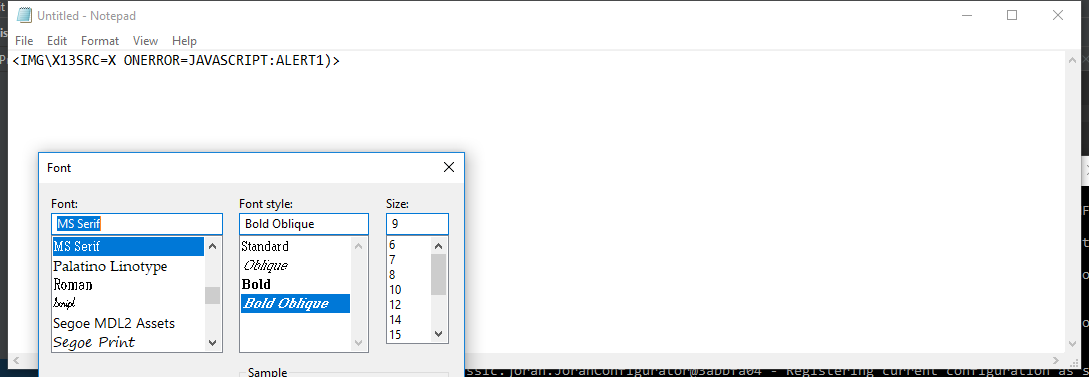 Untitled - Notepad
File Edit Format View Help
<IMG\X13SRC=X ONERROR=JAVASCRIPT:ALERT1)>
Font
Font: Font style: Size:
MS Serif Bold Oblique 9
MS Serif Standard 6
Palatino Linotype Oblique 7
Roman Bold 8
Script Bold Oblique 10
Segoe MDL2 Assets 12
Segoe Print 14
15
Sample
ssic.joran.JoranConfigurator@3abbfa04 - Registering current configuration as s